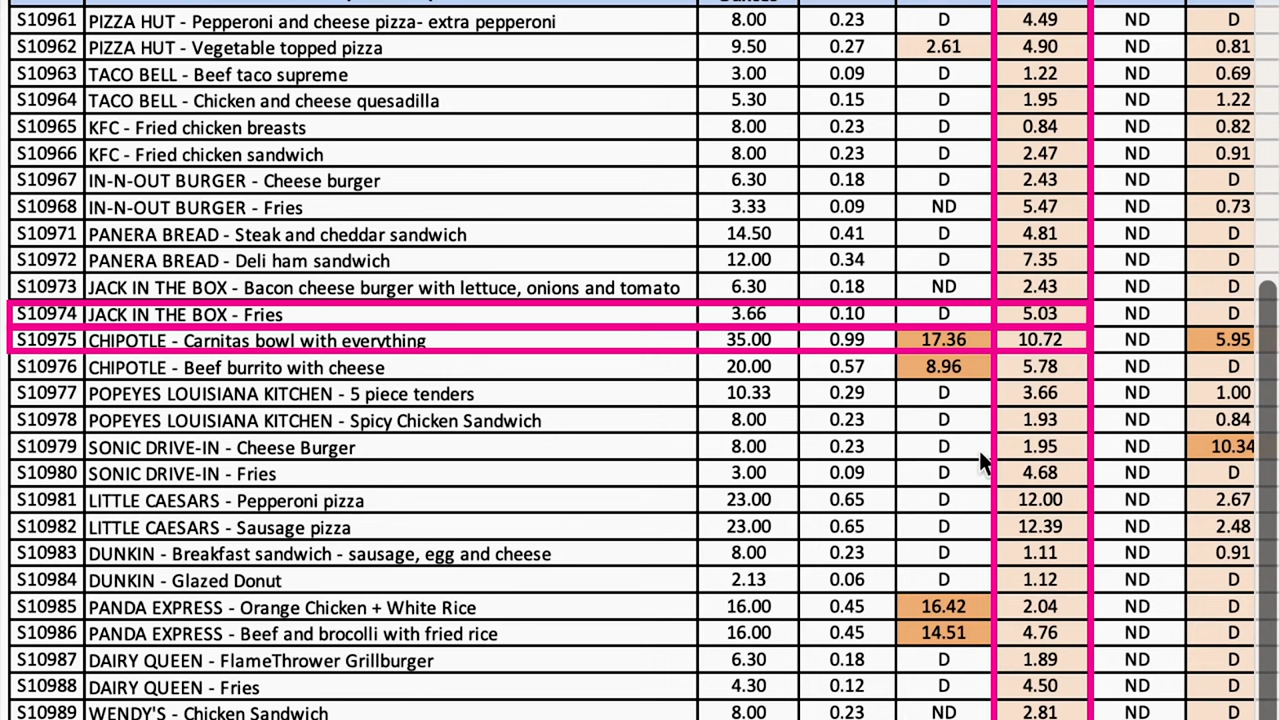 S10961 PIZZA HUT - Pepperoni and cheese pizza- extra pepperoni 8.00 0.23 D 4.49 ND D
S10962 PIZZA HUT - Vegetable topped pizza 9.50 0.27 2.61 4.90 ND 0.81
S10963 TACO BELL - Beef taco supreme 3.00 0.09 D 1.22 ND 0.69
S10964 TACO BELL - Chicken and cheese quesadilla 5.30 0.15 D 1.95 ND 1.22
S10965 KFC - Fried chicken breasts 8.00 0.23 D 0.84 ND 0.82
S10966 KFC - Fried chicken sandwich 8.00 0.23 D 2.47 ND 0.91
S10967 IN-N-OUT BURGER - Cheese burger 6.30 0.18 D 2.43 ND D
S10968 IN-N-OUT BURGER - Fries 3.33 0.09 ND 5.47 ND 0.73
S10971 PANERA BREAD - Steak and cheddar sandwich 14.50 0.41 D 4.81 ND D
S10972 PANERA BREAD - Deli ham sandwich 12.00 0.34 D 7.35 ND D
S10973 JACK IN THE BOX - Bacon cheese burger with lettuce, onions and tomato 6.30 0.18 ND 2.43 ND D
S10974 JACK IN THE BOX - Fries 3.66 0.10 D 5.03 ND D
S10975 CHIPOTLE - Carnitas bowl with everything 35.00 0.99 17.36 10.72 ND 5.95
S10976 CHIPOTLE - Beef burrito with cheese 20.00 0.57 8.96 5.78 ND D
S10977 POPEYES LOUISIANA KITCHEN - 5 piece tenders 10.33 0.29 D 3.66 ND 1.00
S10978 POPEYES LOUISIANA KITCHEN - Spicy Chicken Sandwich 8.00 0.23 D 1.93 ND 0.84
S10979 SONIC DRIVE-IN - Cheese Burger 8.00 0.23 D 1.95 ND 10.34
S10980 SONIC DRIVE-IN - Fries 3.00 0.09 D 4.68 ND D
S10981 LITTLE CAESARS - Pepperoni pizza 23.00 0.65 D 12.00 ND 2.67
S10982 LITTLE CAESARS - Sausage pizza 23.00 0.65 D 12.39 ND 2.48
S10983 DUNKIN - Breakfast sandwich - sausage, egg and cheese 8.00 0.23 D 1.11 ND 0.91
S10984 DUNKIN - Glazed Donut 2.13 0.06 D 1.12 ND D
S10985 PANDA EXPRESS - Orange Chicken + White Rice 16.00 0.45 16.42 2.04 ND D
S10986 PANDA EXPRESS - Beef and brocolli with fried rice 16.00 0.45 14.51 4.76 ND D
S10987 DAIRY QUEEN - FlameThrower Grillburger 6.30 0.18 D 1.89 ND D
S10988 DAIRY QUEEN - Fries 4.30 0.12 D 4.50 ND D
S10989 WENDY'S - Chicken Sandwich 8.00 0.23 ND 2.81 ND D